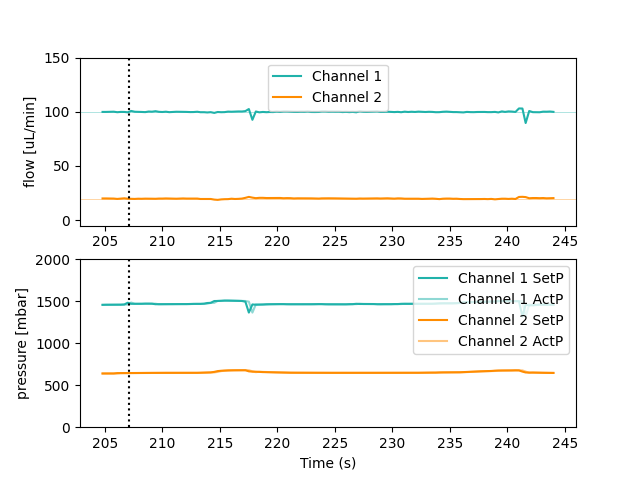 150
100
50
0
flow [uL/min]
Channel 1
Channel 2
205 210 215 220 225 230 235 240 245
2000
1500
1000
500
0
pressure [mbar]
Channel 1 SetP
Channel 1 ActP
Channel 2 SetP
Channel 2 ActP
205 210 215 220 225 230 235 240 245
Time (s)